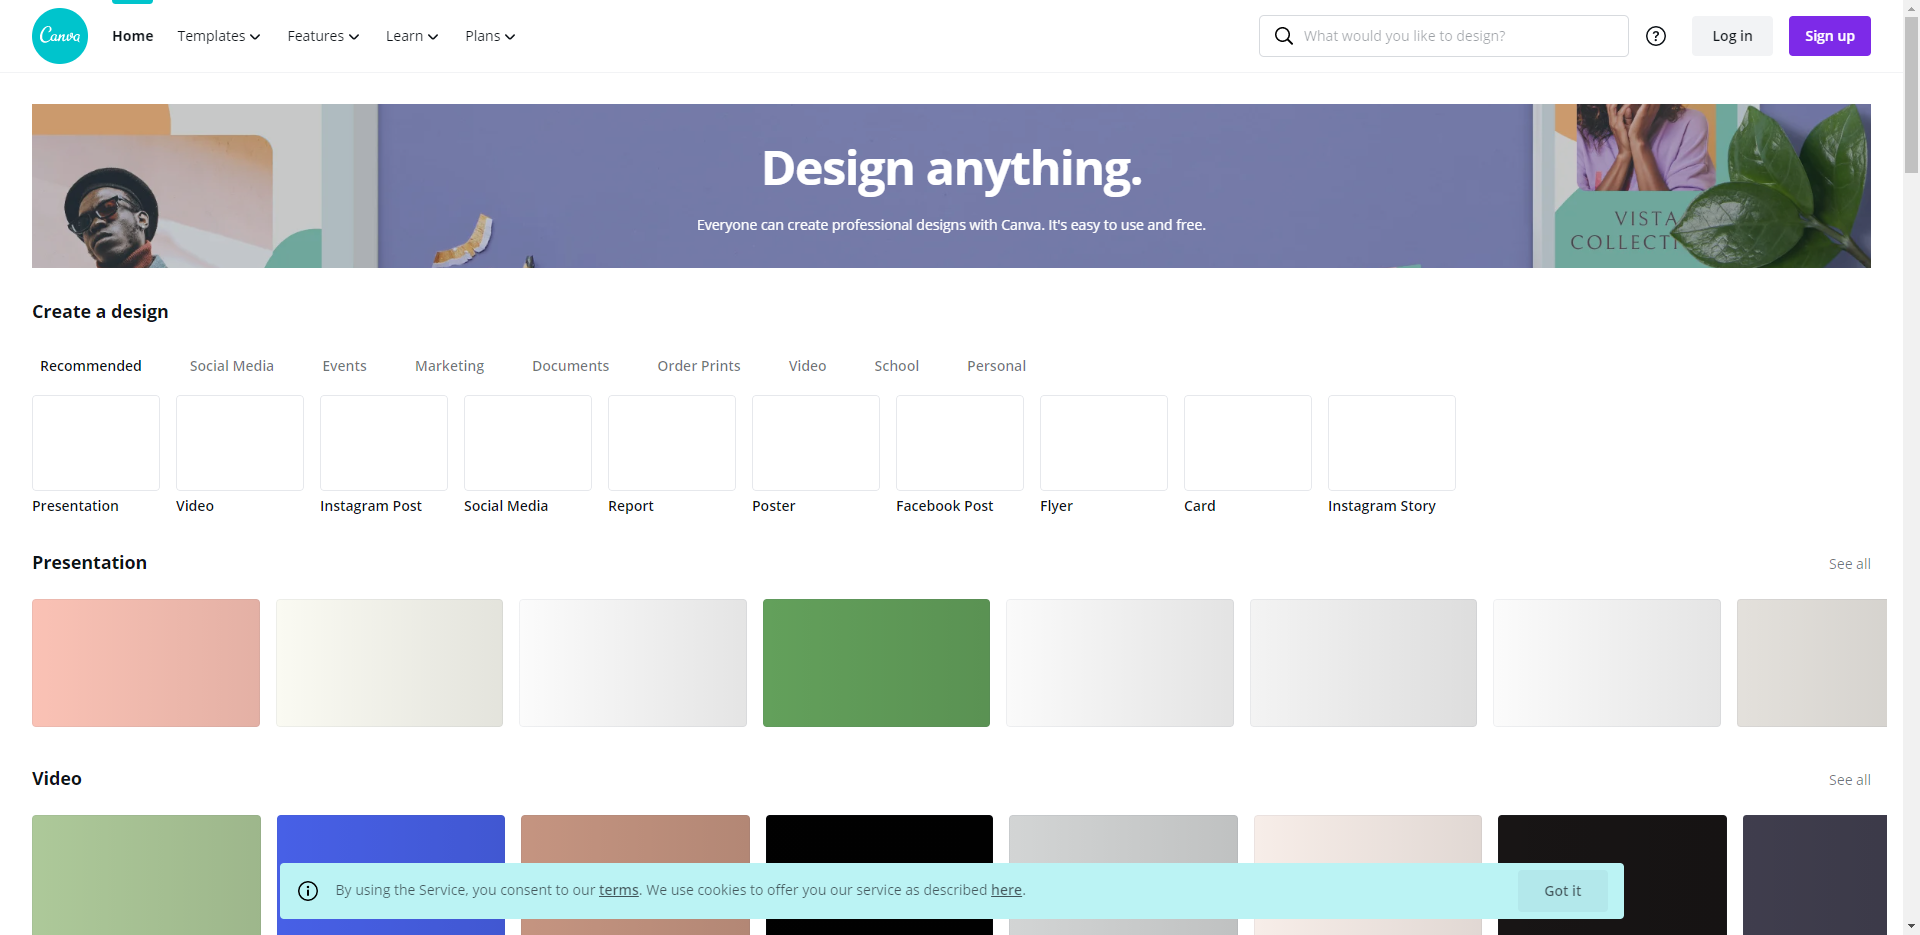 Canva
Home
Templates
Features
Learn
Plans
What would you like to design?
Log in
Sign up
Design anything.
Everyone can create professional designs with Canva. It's easy to use and free.
VISTA
Create a design
Recommended
Social Media
Events
Marketing
Documents
Order Prints
Video
School
Personal
Presentation
Video
Instagram Post
Social Media
Report
Poster
Facebook Post
Flyer
Card
Instagram Story
Presentation
See all
Video
See all
By using the Service, you consent to our terms. We use cookies to offer you our service as described here.
Got it